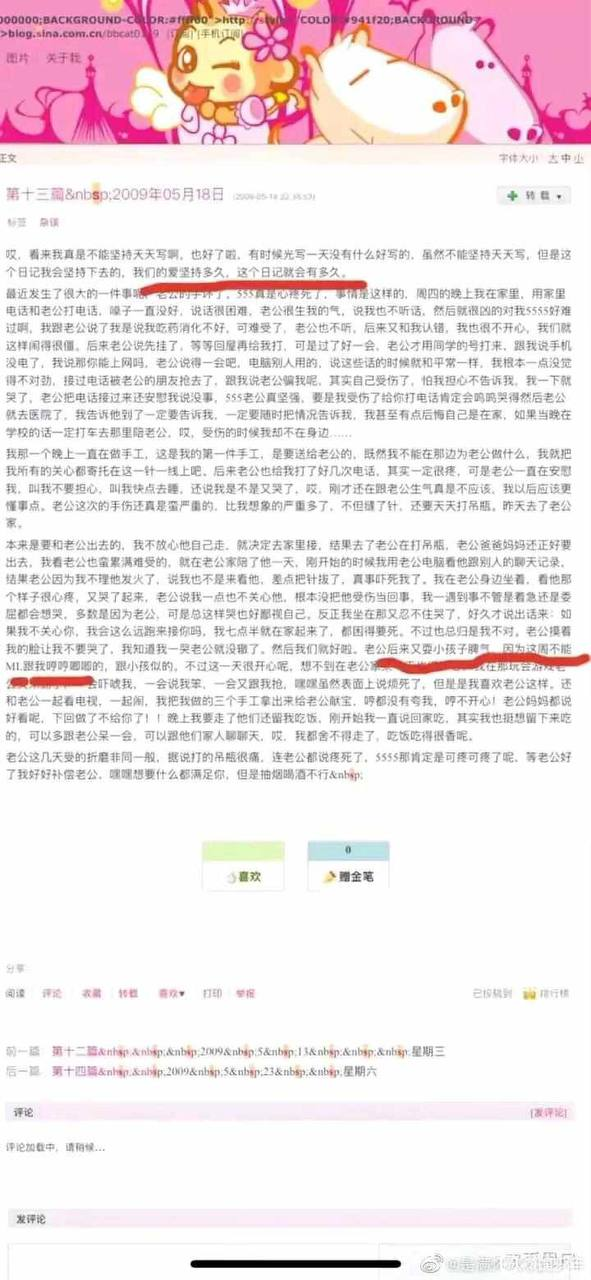 000000;BACKGROUND-COLOR:#ffff00">http://style="COLOR:#941f20;BACKGROUND-
>blog.sina.com.cn/bbcat0 9 [订阅] [手机订阅]
图片 关于我
正文
字体大小 大 中 小
第十三篇&nbsp;2009年05月18日
转载
标签 杂谈
哎，看来我真是不能坚持天天写啊，也好了啦，有时候光写一天没有什么好写的，虽然不能坚持天天写，但是这
个日记我会坚持下去的，我们的爱坚持多久，这个日记就会有多久。
最近发生了很大的一件事呢，老公的手坏了，555真是心疼死了，事情是这样的，周四的晚上我在家里，用家里
电话和老公打电话，嗓子一直没好，说话很困难，老公很生我的气，说我也不听话，然后就很凶的对我5555好难
过啊，我跟老公说了我是说我吃药消化不好，可难受了，老公也不听，后来又和我认错，我也很不开心，我们就
这样闹得很僵。后来老公说先挂了，等等回屋再给我打，可是过了好一会，老公才用同学的号打来，跟我说手机
没电了，我说那你能上网吗，老公说得一会吧，电脑别人用的，说这些话的时候就和平常一样，我根本一点没觉
得不对劲，接过电话被老公的朋友抢去了，跟我说老公骗我呢，其实自己受伤了，怕我担心不告诉我，我一下就
哭了，老公把电话接过来还安慰我说没事，555老公真坚强，要是我受伤了给你打电话肯定会呜呜哭得然后老公
就去医院了，我告诉他到了一定要告诉我，一定要随时把情况告诉我，我甚至有点后悔自己是在家，如果当晚在
学校的话一定打车去那里陪老公，哎，受伤的时候我却不在身边……
我那一个晚上一直在做手工，这是我的第一件手工，是要送给老公的，既然我不能在那边为老公做什么，我就把
我所有的关心都寄托在这一针一线上吧。后来老公也给我打了好几次电话，其实一定很疼，可是老公一直在安慰
我，叫我不要担心，叫我快点去睡，还说我是不是又哭了，哎，刚才还在跟老公生气真是不应该，我以后应该更
懂事点。老公这次的手伤还真是蛮严重的，比我想象的严重多了，不但缝了针，还要天天打吊瓶。昨天去了老公
家。
本来是要和老公出去的，我不放心他自己走，就决定去家里接，结果去了老公在打吊瓶，老公爸爸妈妈还正好要
出去，我看老公也蛮累满难受的，就在老公家陪了他一天，刚开始的时候我用老公电脑看他跟别人的聊天记录，
结果老公因为我不理他发火了，说我也不是来看他，差点把针拔了，真事吓死我了。我在老公身边坐着，看他那
个样子很心疼，又哭了起来，老公说我一点也不关心他，根本没把他受伤当回事，我一遇到事不管是着急还是委
屈都会想哭，多数是因为老公，可是总这样哭也好鄙视自己。反正我坐在那又忍不住哭了，好久才说出话来：如
果我不关心你，我会这么远跑来接你吗，我七点半就在家起来了，都困得要死。不过也总归是我不对。老公摸着
我的脸让我不要哭了，我知道我一哭老公就没辙了。然后我们就好啦。老公后来又耍小孩子脾气，因为这周不能
ML跟我哼哼唧唧的，跟小孩似的，不过这一天很开心呢，想不到在老公家
一会吓唬我，一会说我笨，一会又跟我抢，嘿嘿虽然表面上说烦死了，但是是我喜欢老公这样。还
和老公一起看电视，一起闹，我把我做的三个手工拿出来给老公献宝，哼都没有夸我，哼不开心！老公妈妈都说
好看呢，下回做了不给你了！！晚上我要走了他们还留我吃饭，刚开始我一直说回家吃，其实我也挺想留下来吃
的，可以多跟老公呆一会，可以跟他们家人聊聊天，哎，我都舍不得走了，吃饭吃得很香呢。
老公这几天受的折磨非同一般，据说打的吊瓶很痛，连老公都说疼死了，5555那肯定是可疼可疼了呢，等老公好
了我好好补偿老公，嘿嘿想要什么都满足你，但是抽烟喝酒不行&nbsp;
喜欢
0
赠金笔
分享
阅读 评论 收藏 转载 喜欢▼ 打印 举报
已投稿到 排行榜
前一篇 第十二篇&nbsp;&nbsp;&nbsp;2009&nbsp;5&nbsp;13&nbsp;&nbsp;&nbsp;星期三
后一篇 第十四篇&nbsp;&nbsp;2009&nbsp;5&nbsp;23&nbsp;&nbsp;星期六
评论
[发评论]
评论加载中，请稍候...
发评论